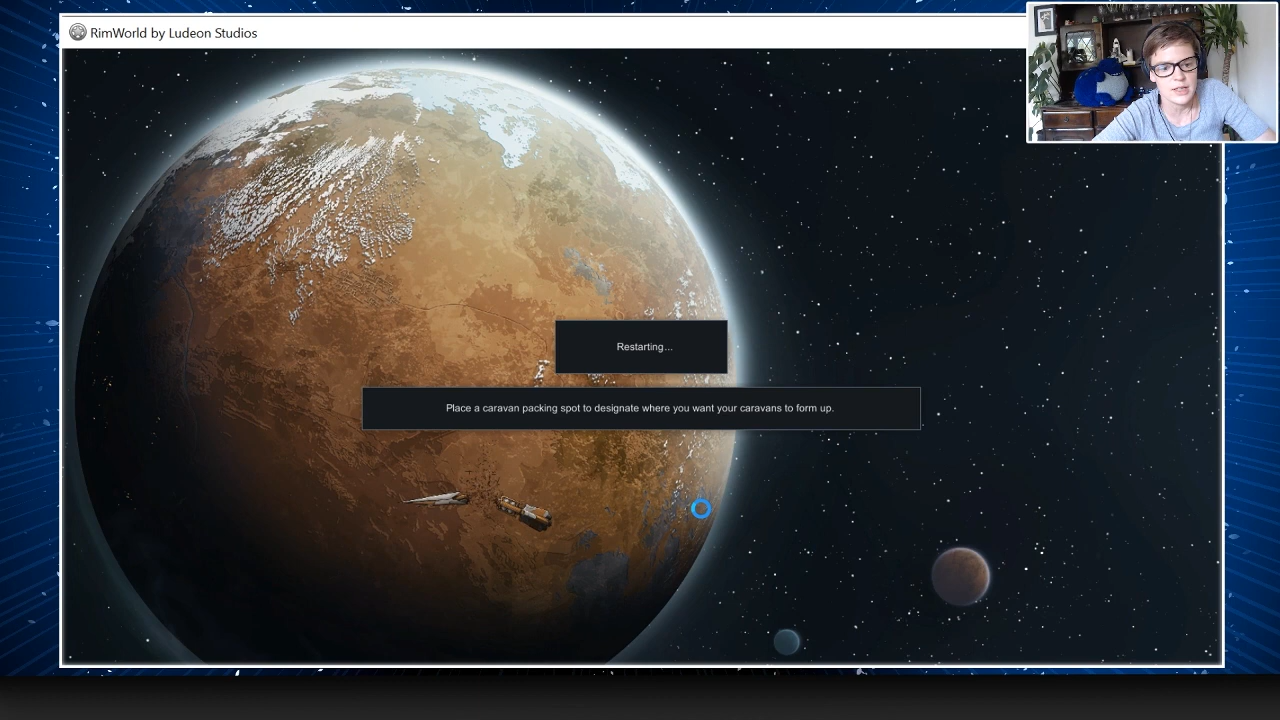 RimWorld by Ludeon Studios
Restarting...
Place a caravan packing spot to designate where you want your caravans to form up.